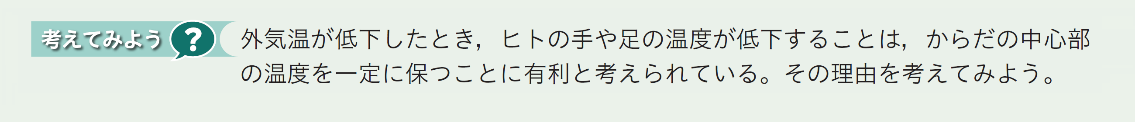 考えてみよう ? 外気温が低下したとき，ヒトの手や足の温度が低下することは，からだの中心部
の温度を一定に保つことに有利と考えられている。その理由を考えてみよう。